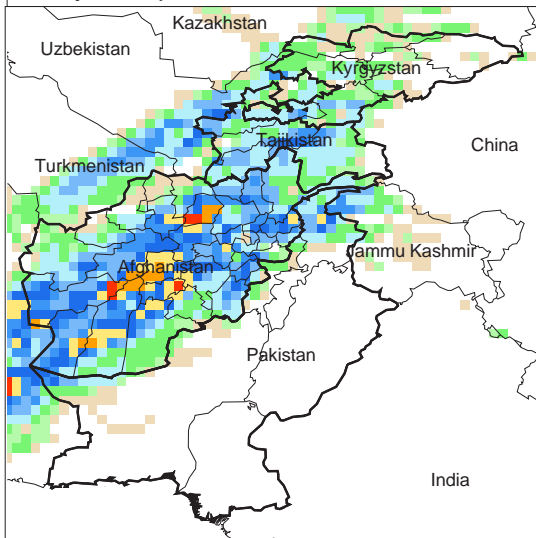 Kazakhstan
Uzbekistan
Kyrgyzstan
Tajikistan
China
Turkmenistan
Jammu Kashmir
Afghanistan
Pakistan
India